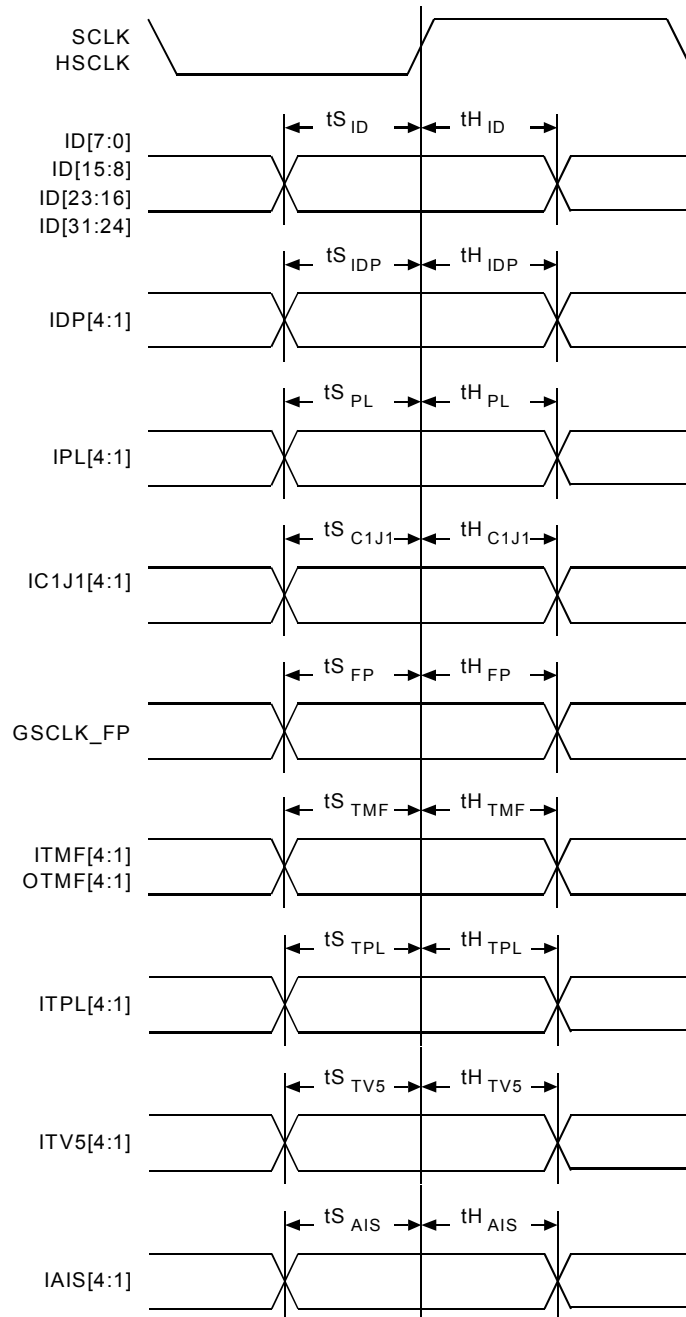 SCLK
HSCLK
tS ID tH ID
ID[7:0]
ID[15:8]
ID[23:16]
ID[31:24]
tS IDP tH IDP
IDP[4:1]
tS PL tH PL
IPL[4:1]
tS C1J1 tH C1J1
IC1J1[4:1]
tS FP tH FP
GSCLK_FP
tS TMF tH TMF
ITMF[4:1]
OTMF[4:1]
tS TPL tH TPL
ITPL[4:1]
tS TV5 tH TV5
ITV5[4:1]
tS AIS tH AIS
IAIS[4:1]